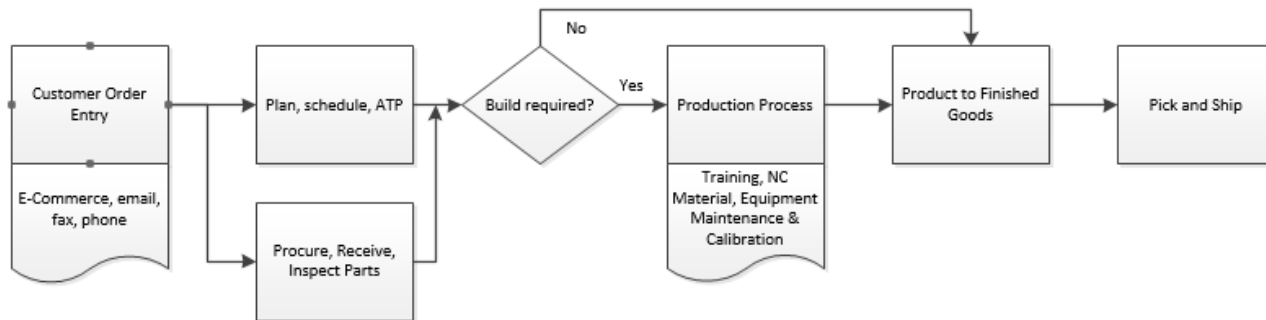 Customer Order
Entry
E-Commerce, email,
fax, phone
Plan, schedule, ATP
Procure, Receive,
Inspect Parts
Build required?
No
Yes
Production Process
Training, NC
Material, Equipment
Maintenance &
Calibration
Product to Finished
Goods
Pick and Ship